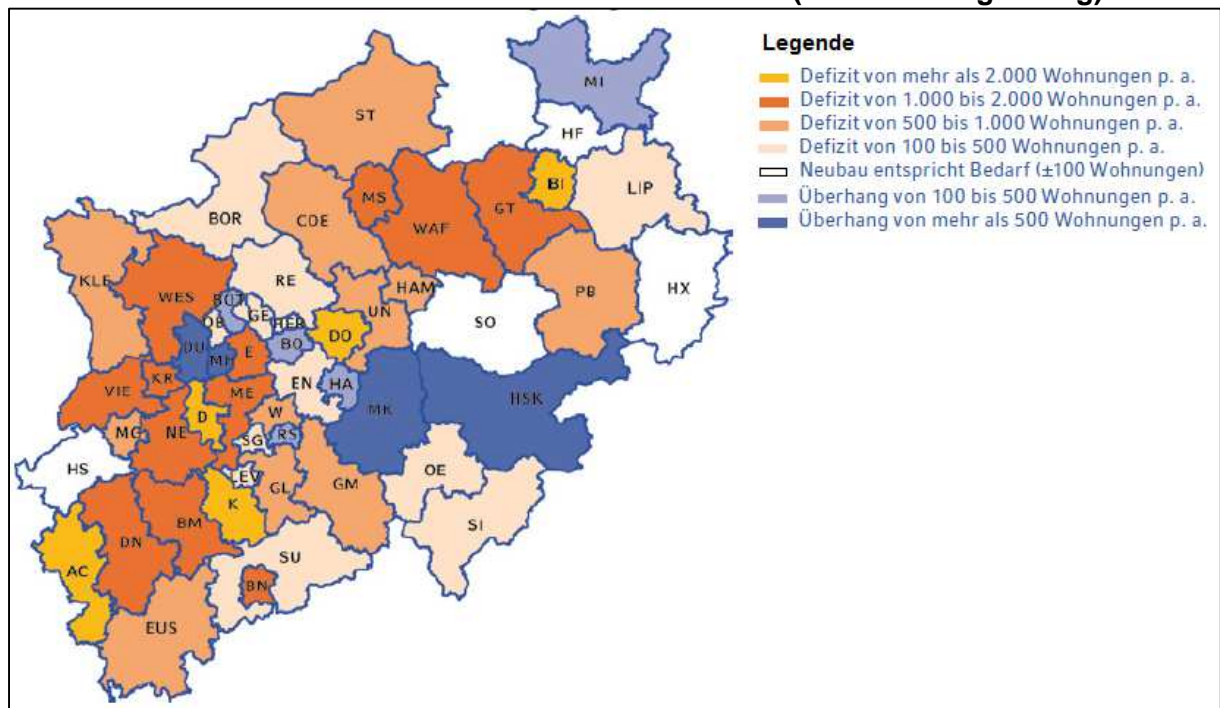 Legende
Defizit von mehr als 2.000 Wohnungen p. a.
Defizit von 1.000 bis 2.000 Wohnungen p. a.
Defizit von 500 bis 1.000 Wohnungen p. a.
Defizit von 100 bis 500 Wohnungen p. a.
Neubau entspricht Bedarf (±100 Wohnungen)
Überhang von 100 bis 500 Wohnungen p. a.
Überhang von mehr als 500 Wohnungen p. a.
MI
ST
HF
BI
LIP
MS
GT
BOR
COE
WAF
KLE
RE
HAM
PB
HX
WES
BOT
OB
GE
HER
UN
SO
DU
MH
E
BO
DO
VIE
KR
ME
EN
HA
MK
HSK
D
W
MG
NE
SG
RS
HS
LEV
GL
GM
OE
K
SI
DN
BM
SU
AC
BN
EUS